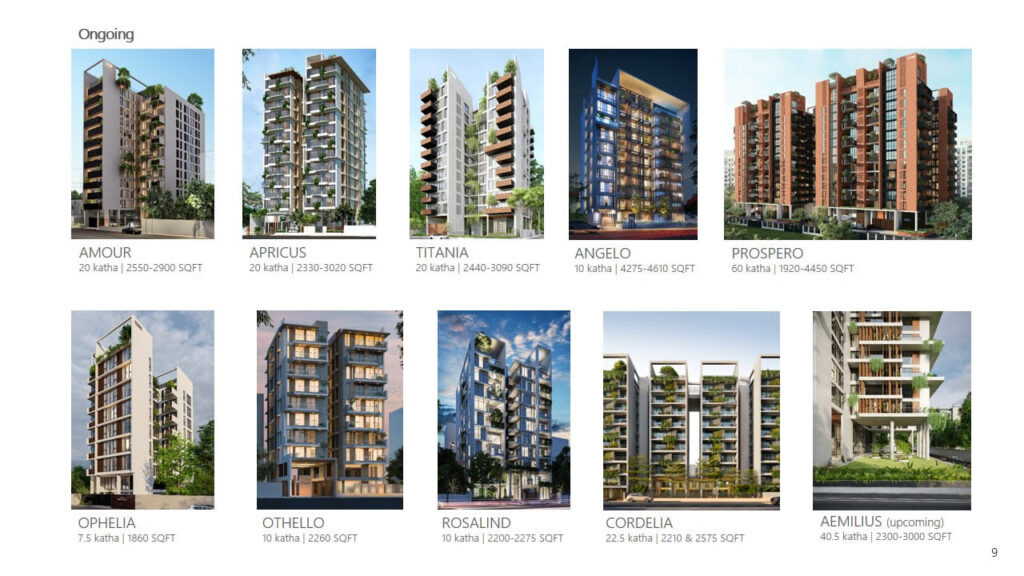 Ongoing
AMOUR
20 katha | 2550-2900 SQFT
APRICUS
20 katha | 2330-3020 SQFT
TITANIA
20 katha | 2440-3090 SQFT
ANGELO
10 katha | 4275-4610 SQFT
PROSPERO
60 katha | 1920-4450 SQFT
OPHELIA
7.5 katha | 1860 SQFT
OTHELLO
10 katha | 2260 SQFT
ROSALIND
10 katha | 2200-2275 SQFT
CORDELIA
22.5 katha | 2210 & 2575 SQFT
AEMILIUS (upcoming)
40.5 katha | 2300-3000 SQFT
9